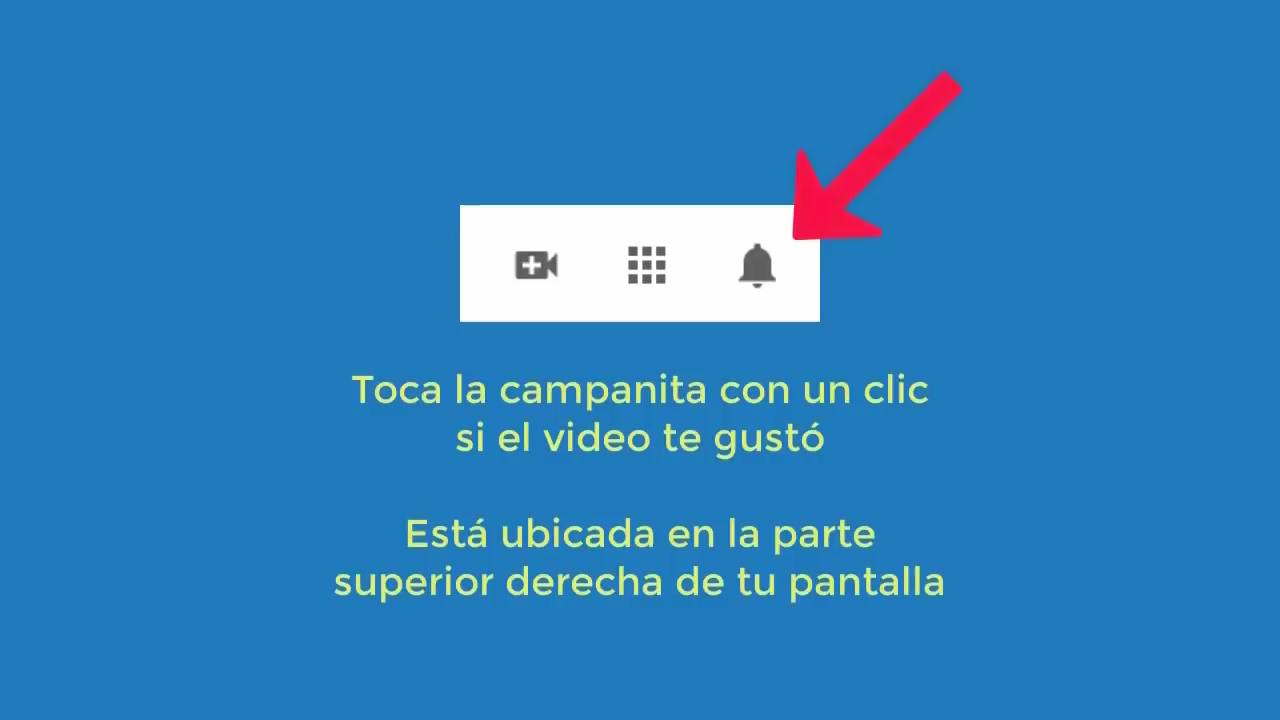 Toca la campanita con un clic
si el video te gustó
Está ubicada en la parte
superior derecha de tu pantalla